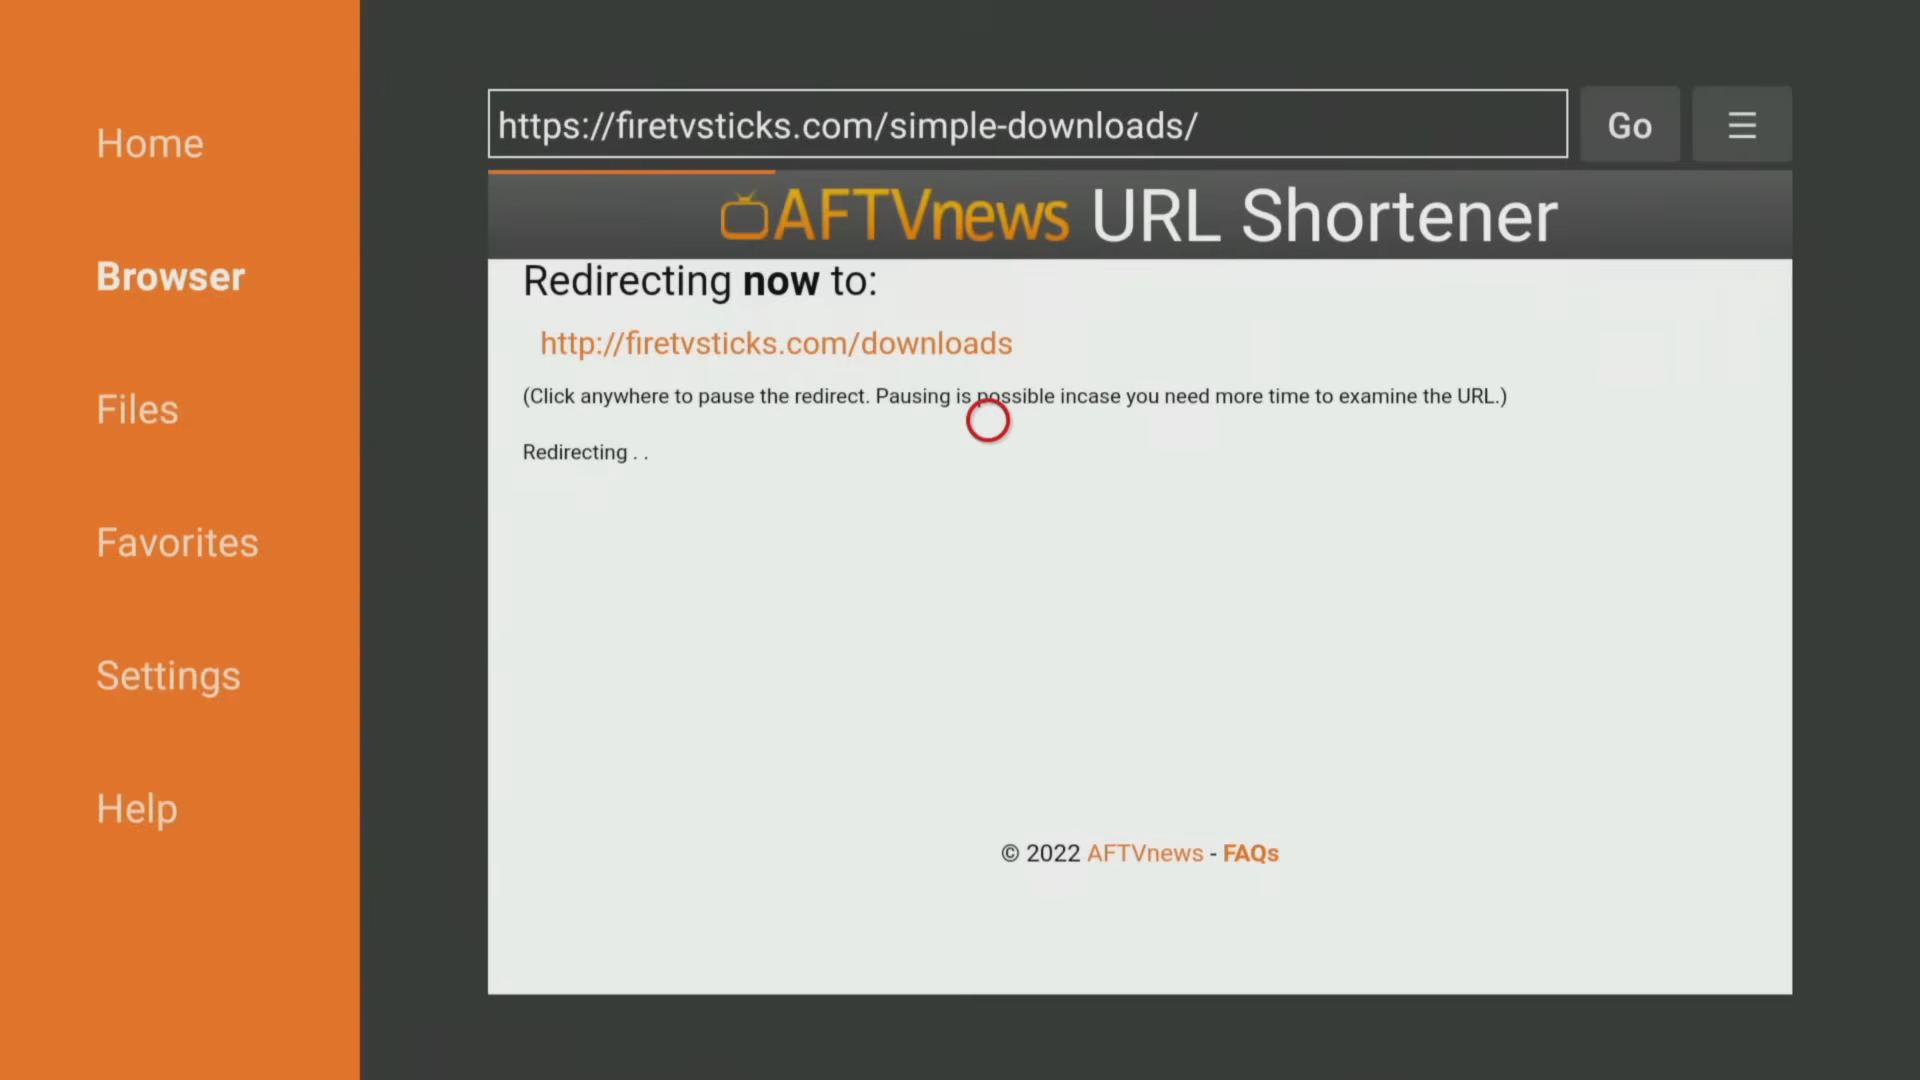 Home
Browser
Files
Favorites
Settings
Help
https://firetvsticks.com/simple-downloads/
Go
AFTVnews URL Shortener
Redirecting now to:
http://firetvsticks.com/downloads
(Click anywhere to pause the redirect. Pausing is possible incase you need more time to examine the URL.)
Redirecting . .
© 2022 AFTVnews - FAQs